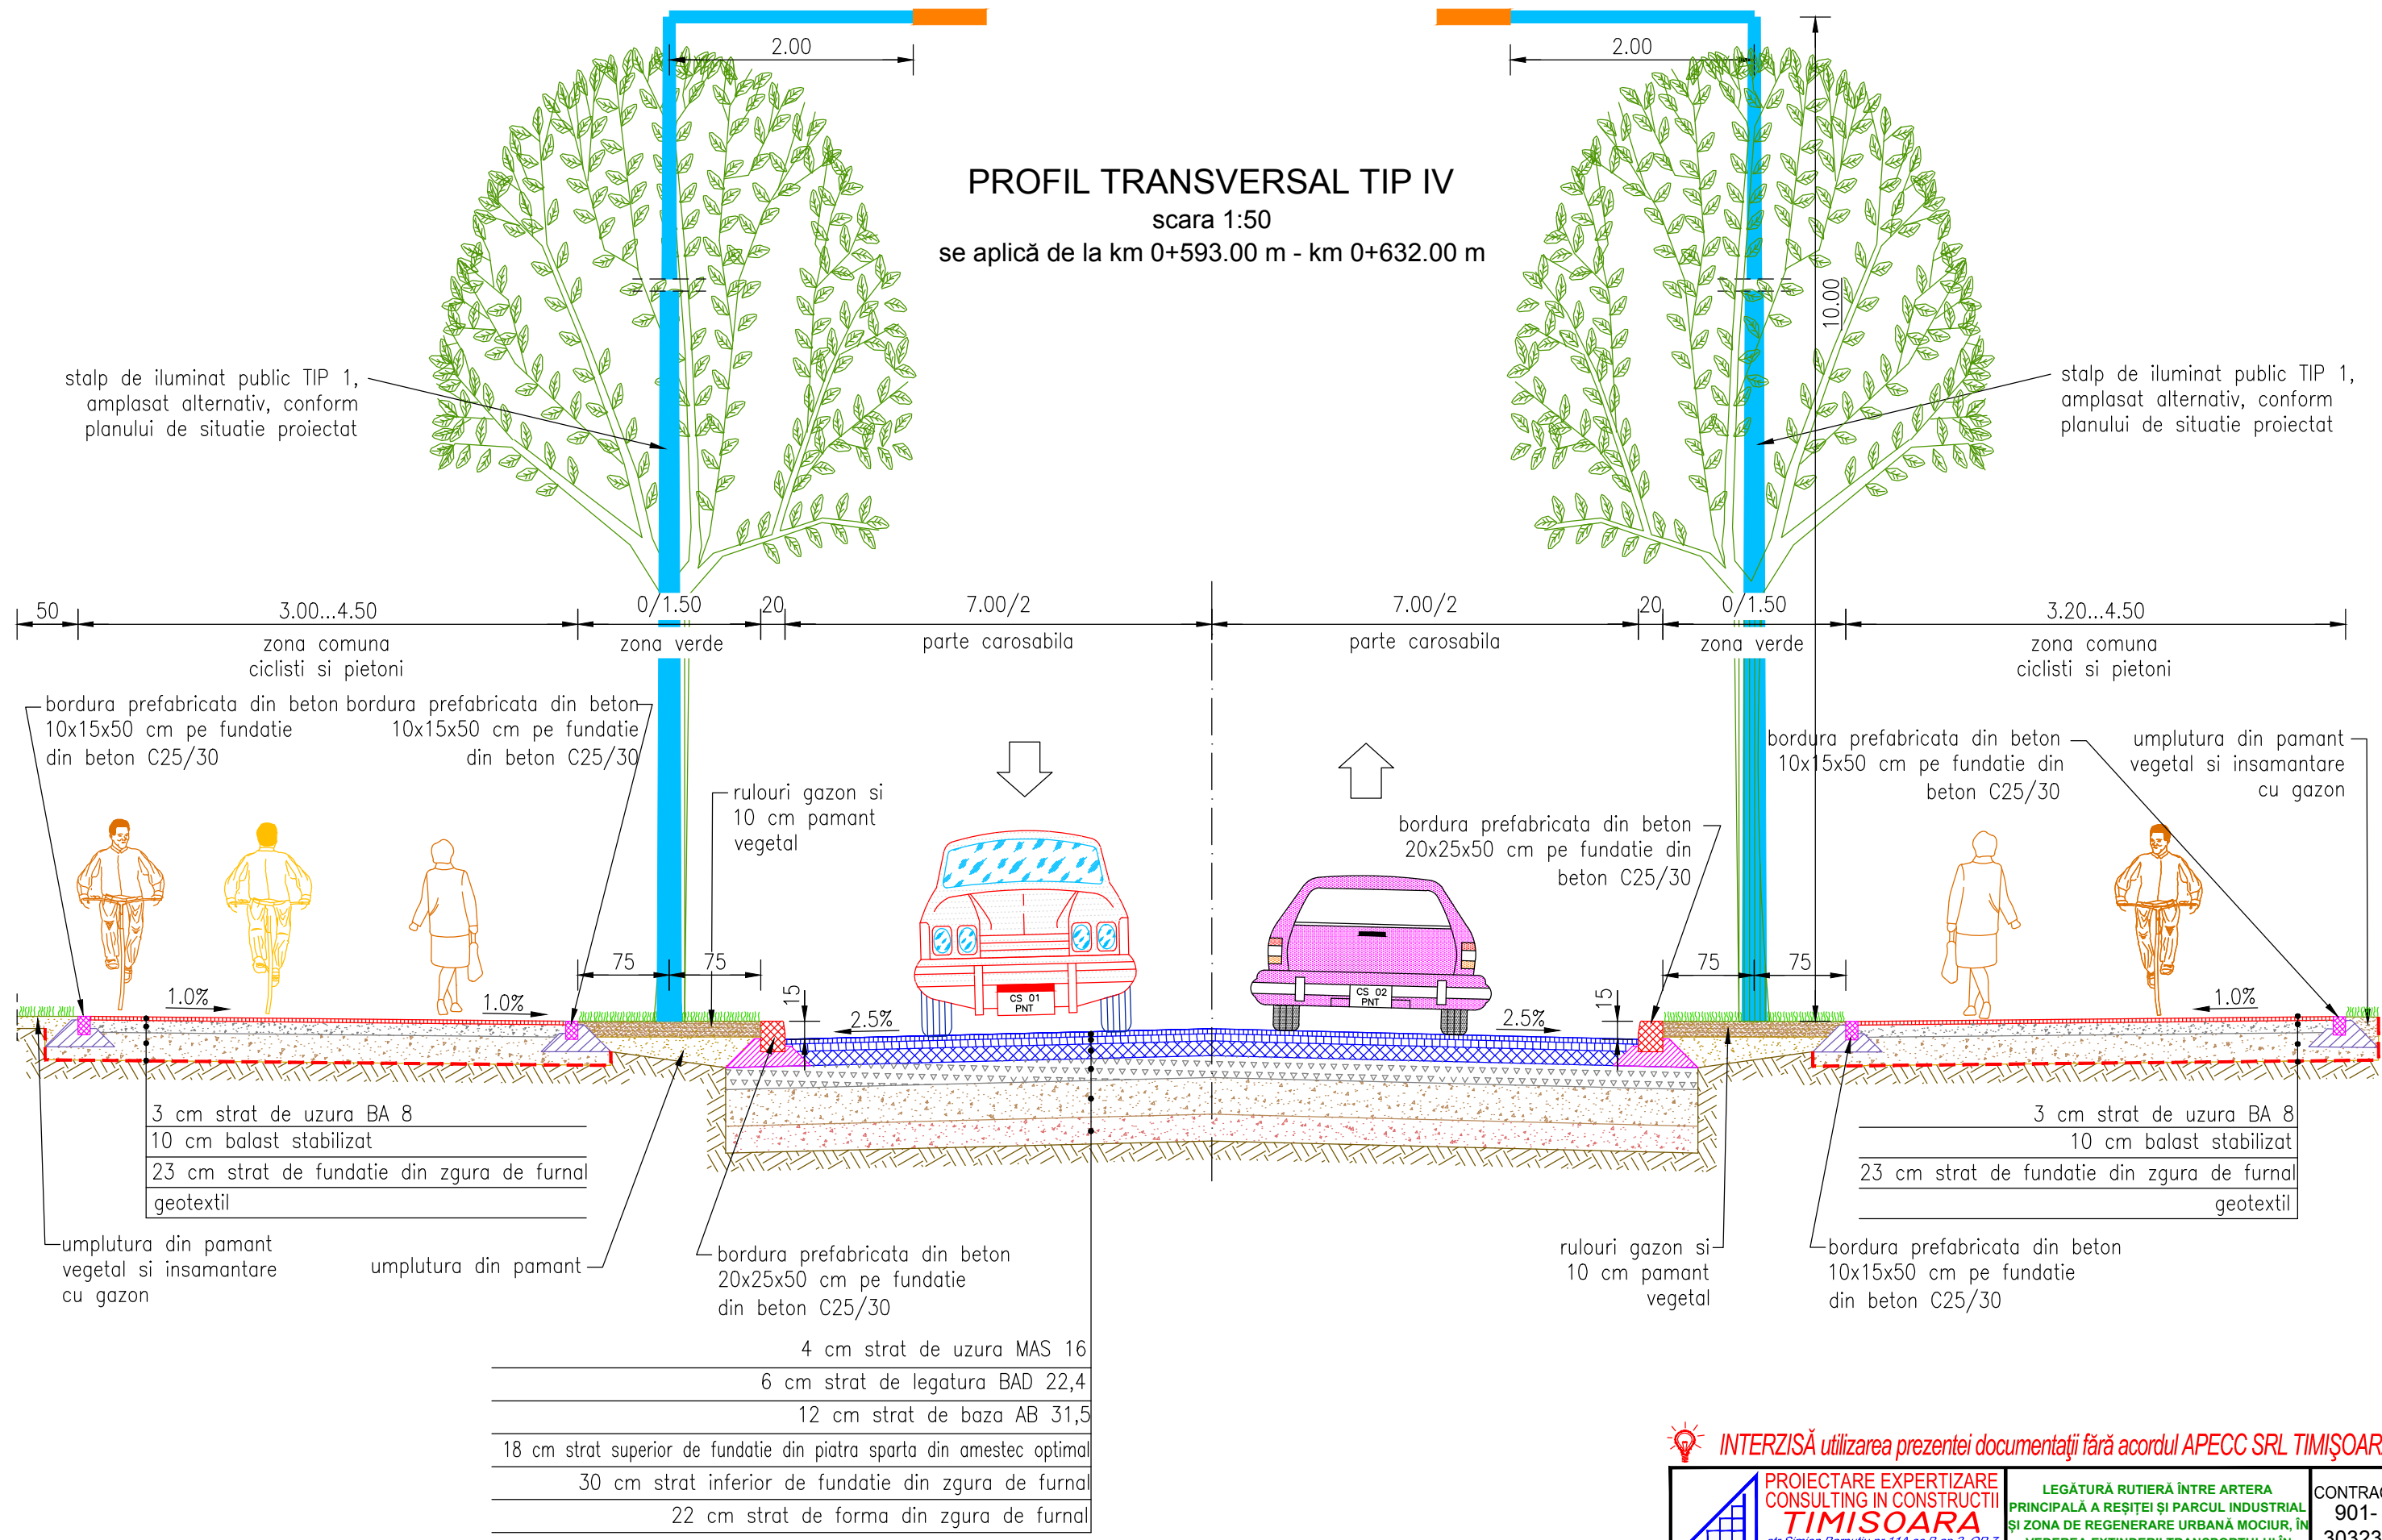 2.00
2.00
PROFIL TRANSVERSAL TIP IV
scara 1:50
se aplică de la km 0+593.00 m - km 0+632.00 m
10.00
stalp de iluminat public TIP 1,
amplasat alternativ, conform
planului de situatie proiectat
stalp de iluminat public TIP 1,
amplasat alternativ, conform
planului de situatie proiectat
50
3.00...4.50
0/1.50
20
7.00/2
7.00/2
20
0/1.50
3.20...4.50
zona comuna
ciclisti si pietoni
zona verde
parte carosabila
parte carosabila
zona verde
zona comuna
ciclisti si pietoni
bordura prefabricata din beton
10x15x50 cm pe fundatie
din beton C25/30
bordura prefabricata din beton
10x15x50 cm pe fundatie
din beton C25/30
rulouri gazon si
10 cm pamant
vegetal
bordura prefabricata din beton
20x25x50 cm pe fundatie din
beton C25/30
bordura prefabricata din beton
10x15x50 cm pe fundatie din
beton C25/30
umplutura din pamant
vegetal si insamantare
cu gazon
75
75
75
75
1.0%
1.0%
15
2.5%
CS 01
PNT
CS 02
PNT
2.5%
15
1.0%
3 cm strat de uzura BA 8
10 cm balast stabilizat
23 cm strat de fundatie din zgura de furnal
geotextil
3 cm strat de uzura BA 8
10 cm balast stabilizat
23 cm strat de fundatie din zgura de furnal
geotextil
umplutura din pamant
vegetal si insamantare
cu gazon
umplutura din pamant
bordura prefabricata din beton
20x25x50 cm pe fundatie
din beton C25/30
rulouri gazon si
10 cm pamant
vegetal
bordura prefabricata din beton
10x15x50 cm pe fundatie
din beton C25/30
4 cm strat de uzura MAS 16
6 cm strat de legatura BAD 22,4
12 cm strat de baza AB 31,5
18 cm strat superior de fundatie din piatra sparta din amestec optimal
30 cm strat inferior de fundatie din zgura de furnal
22 cm strat de forma din zgura de furnal
INTERZISĂ utilizarea prezentei documentaţii fără acordul APECC SRL TIMIŞOARA
PROIECTARE EXPERTIZARE
CONSULTING IN CONSTRUCTII
TIMISOARA
LEGĂTURĂ RUTIERĂ ÎNTRE ARTERA
PRINCIPALĂ A REŞIŢEI ŞI PARCUL INDUSTRIAL
ŞI ZONA DE REGENERARE URBANĂ MOCIUR, ÎN
VEDEREA EXTINDERII TRANSPORTULUI ÎN
CONTRAC
901-
30323